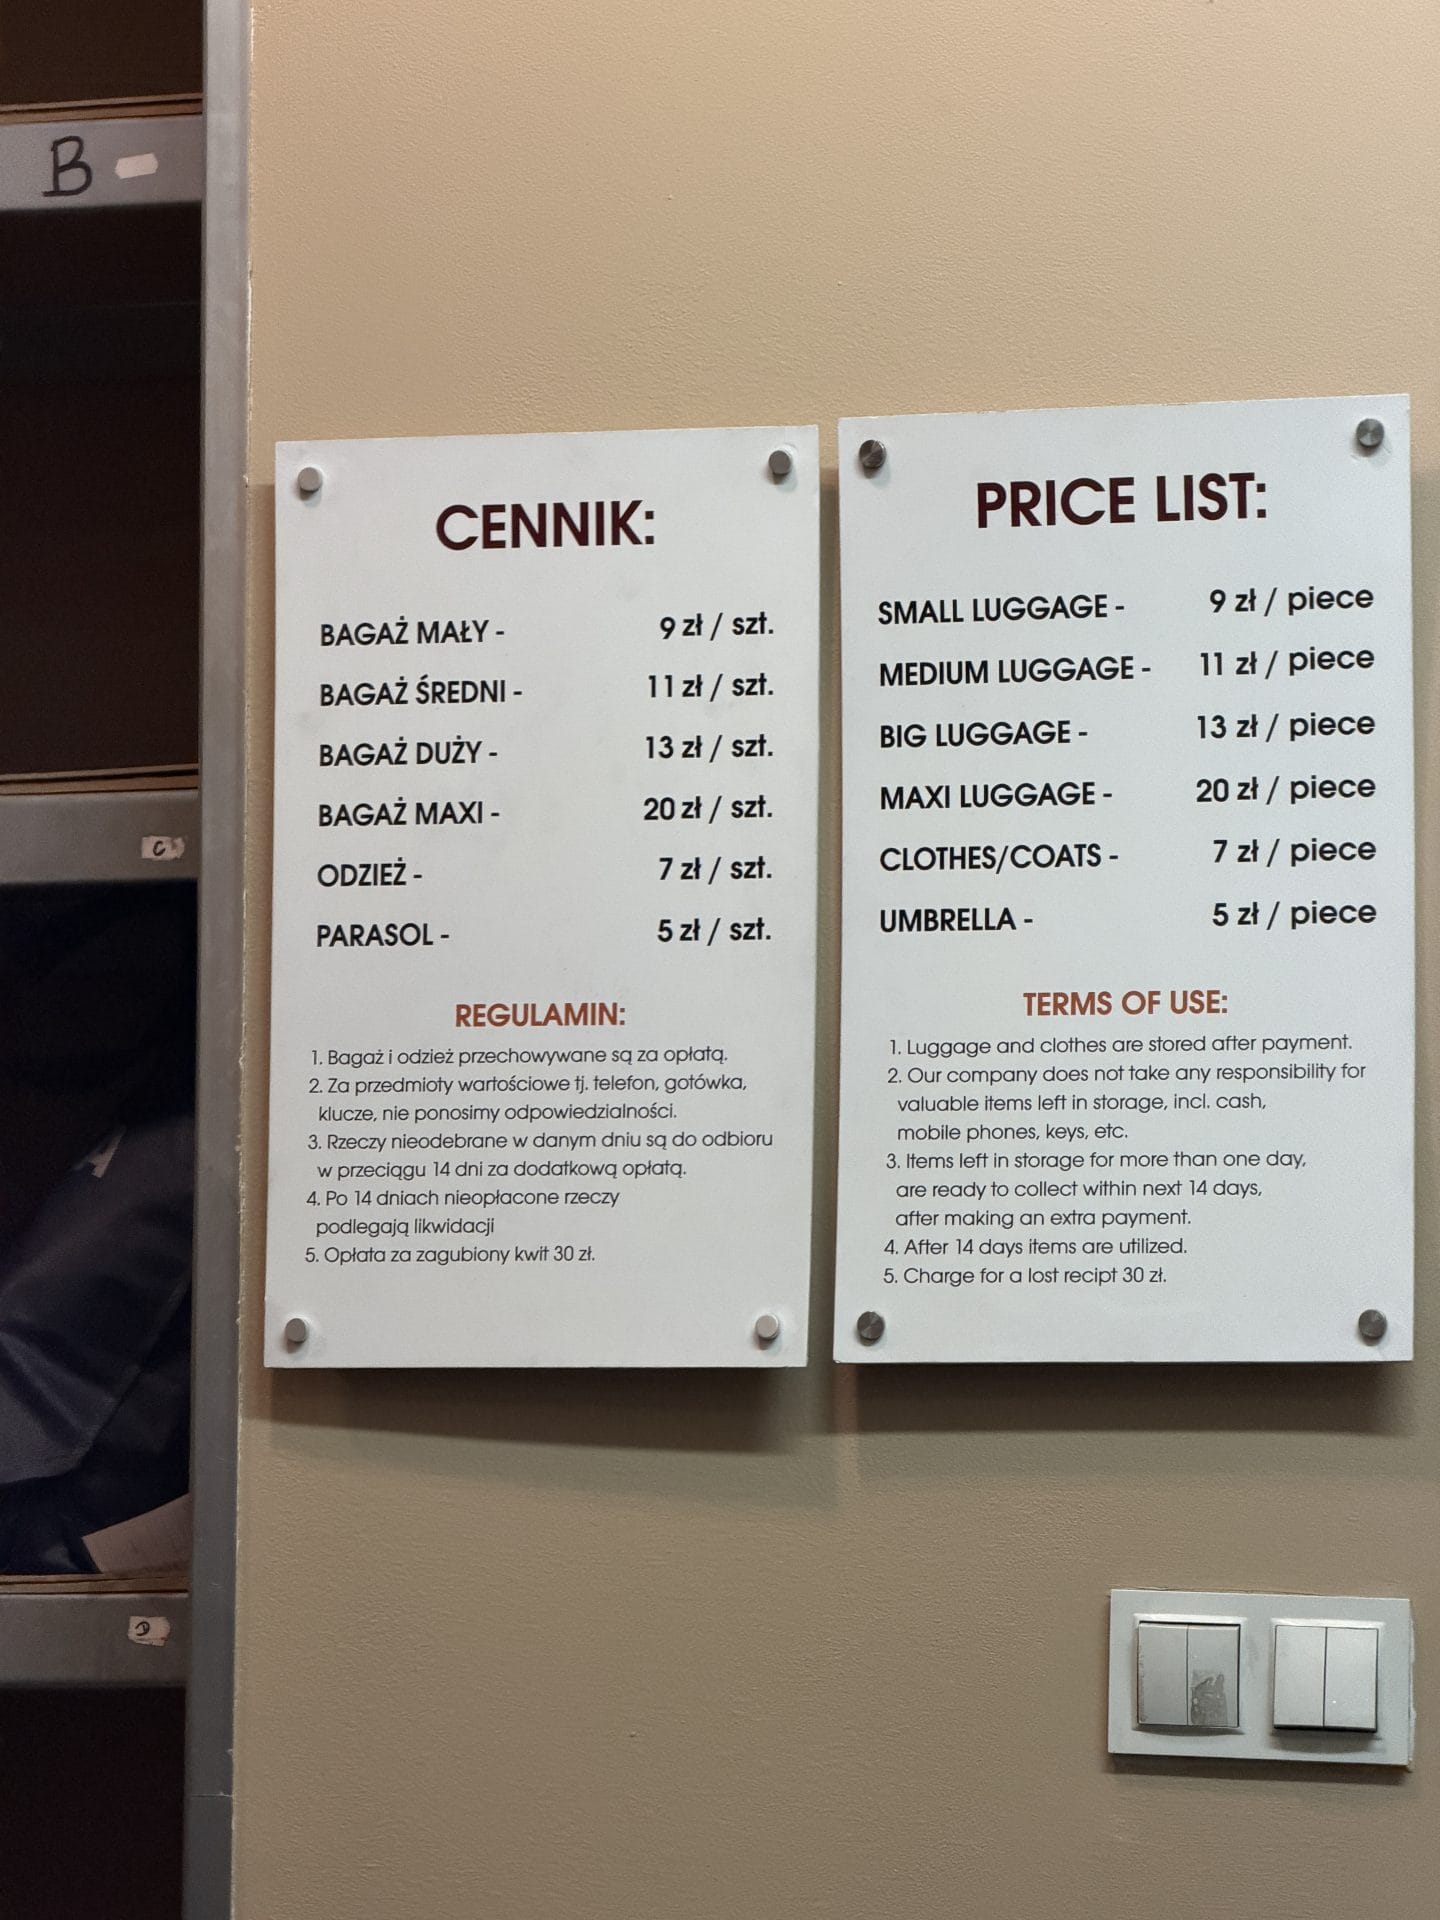 B
C
D
CENNIK:
BAGAŻ MAŁY - 9 zł / szt.
BAGAŻ ŚREDNI - 11 zł / szt.
BAGAŻ DUŻY - 13 zł / szt.
BAGAŻ MAXI - 20 zł / szt.
ODZIEŻ - 7 zł / szt.
PARASOL - 5 zł / szt.
REGULAMIN:
1. Bagaż i odzież przechowywane są za opłatą.
2. Za przedmioty wartościowe tj. telefon, gotówka,
klucze, nie ponosimy odpowiedzialności.
3. Rzeczy nieodebrane w danym dniu są do odbioru
w przeciągu 14 dni za dodatkową opłatą.
4. Po 14 dniach nieopłacone rzeczy
podlegają likwidacji
5. Opłata za zagubiony kwit 30 zł.
PRICE LIST:
SMALL LUGGAGE - 9 zł / piece
MEDIUM LUGGAGE - 11 zł / piece
BIG LUGGAGE - 13 zł / piece
MAXI LUGGAGE - 20 zł / piece
CLOTHES/COATS - 7 zł / piece
UMBRELLA - 5 zł / piece
TERMS OF USE:
1. Luggage and clothes are stored after payment.
2. Our company does not take any responsibility for
valuable items left in storage, incl. cash,
mobile phones, keys, etc.
3. Items left in storage for more than one day,
are ready to collect within next 14 days,
after making an extra payment.
4. After 14 days items are utilized.
5. Charge for a lost recipt 30 zł.